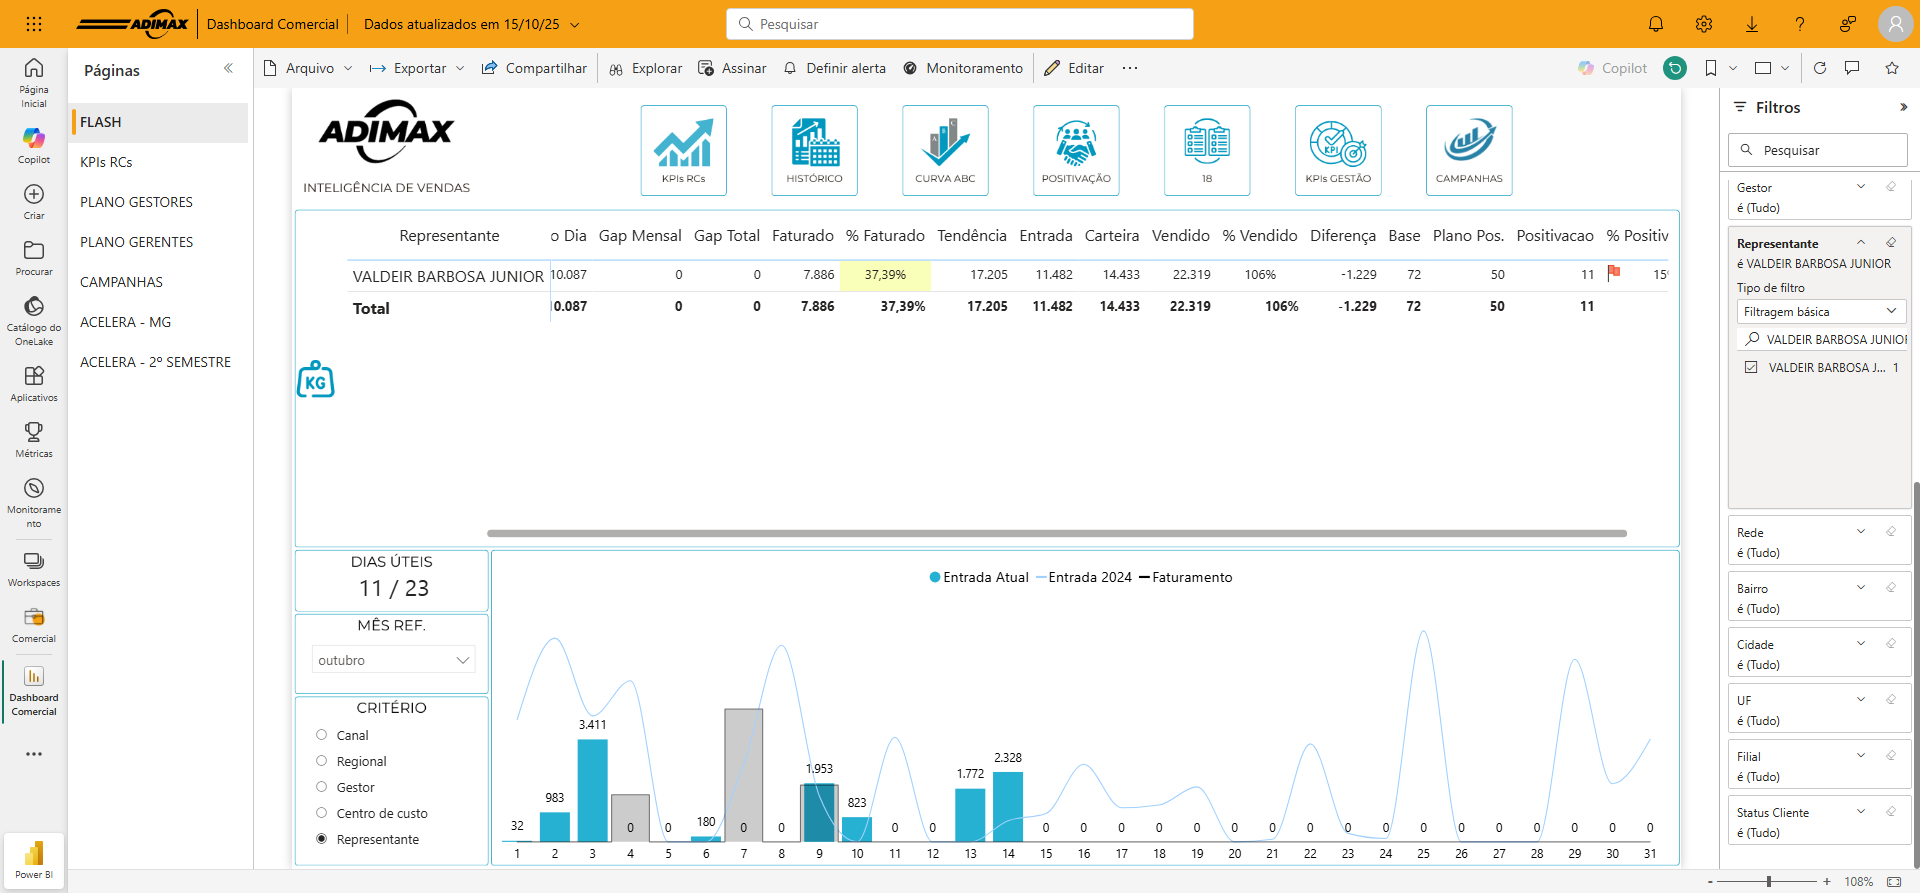 ADIMAX
Dashboard Comercial
Dados atualizados em 15/10/25
Pesquisar
Arquivo
Exportar
Compartilhar
Explorar
Assinar
Definir alerta
Monitoramento
Editar
Copilot
Página Inicial
Copilot
Criar
Procurar
Catálogo do OneLake
Aplicativos
Métricas
Monitoramento
Workspaces
Comercial
Dashboard Comercial
Power BI
Páginas
FLASH
KPIs RCs
PLANO GESTORES
PLANO GERENTES
CAMPANHAS
ACELERA - MG
ACELERA - 2º SEMESTRE
ADIMAX
INTELIGÊNCIA DE VENDAS
KPIs RCs
HISTÓRICO
A B C
CURVA ABC
POSITIVAÇÃO
18
KPI
KPIs GESTÃO
CAMPANHAS
Representante o Dia Gap Mensal Gap Total Faturado % Faturado Tendência Entrada Carteira Vendido % Vendido Diferença Base Plano Pos. Positivacao % Positiv
VALDEIR BARBOSA JUNIOR 10.087 0 0 7.886 37,39% 17.205 11.482 14.433 22.319 106% -1.229 72 50 11 15
Total 10.087 0 0 7.886 37,39% 17.205 11.482 14.433 22.319 106% -1.229 72 50 11
KG
DIAS ÚTEIS
11 / 23
MÊS REF.
outubro
CRITÉRIO
Canal
Regional
Gestor
Centro de custo
Representante
Entrada Atual Entrada 2024 Faturamento
32 983 3.411 0 0 180 0 0 1.953 823 0 0 1.772 2.328 0 0 0 0 0 0 0 0 0 0 0 0 0 0 0 0 0
1 2 3 4 5 6 7 8 9 10 11 12 13 14 15 16 17 18 19 20 21 22 23 24 25 26 27 28 29 30 31
Filtros
Pesquisar
Gestor
é (Tudo)
Representante
é VALDEIR BARBOSA JUNIOR
Tipo de filtro
Filtragem básica
VALDEIR BARBOSA JUNIOR
VALDEIR BARBOSA J... 1
Rede
é (Tudo)
Bairro
é (Tudo)
Cidade
é (Tudo)
UF
é (Tudo)
Filial
é (Tudo)
Status Cliente
é (Tudo)
- + 108%